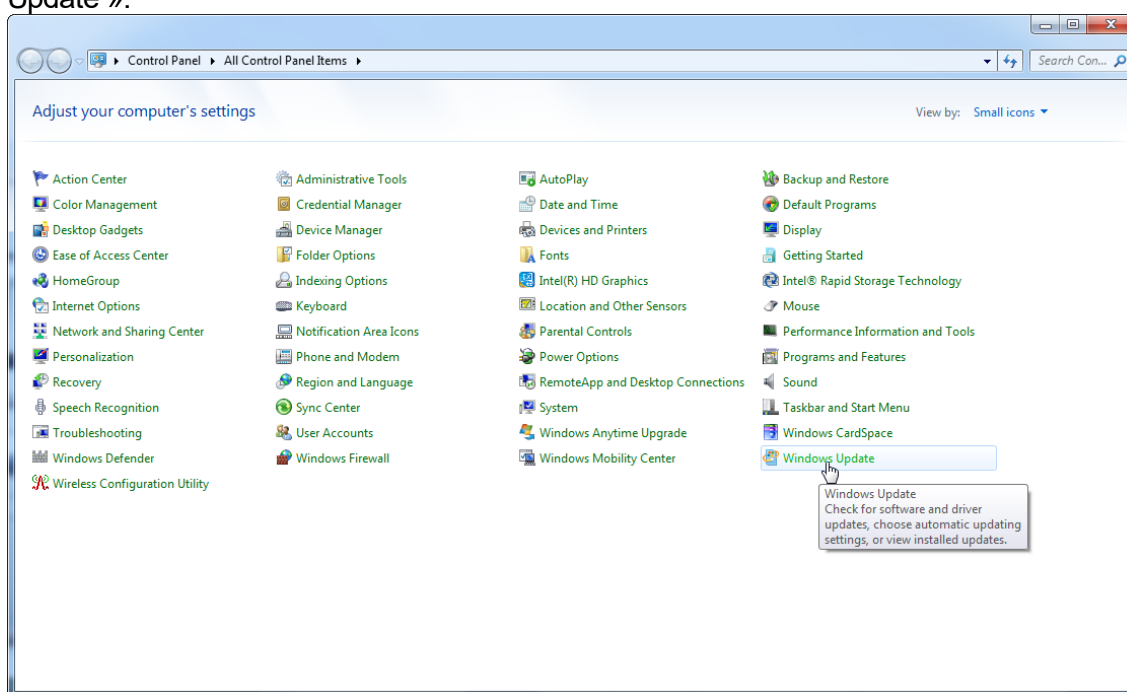 Update ».
Control Panel ▸ All Control Panel Items ▸
Search Con...
Adjust your computer's settings
View by: Small icons
Action Center Administrative Tools AutoPlay Backup and Restore
Color Management Credential Manager Date and Time Default Programs
Desktop Gadgets Device Manager Devices and Printers Display
Ease of Access Center Folder Options Fonts Getting Started
HomeGroup Indexing Options Intel(R) HD Graphics Intel® Rapid Storage Technology
Internet Options Keyboard Location and Other Sensors Mouse
Network and Sharing Center Notification Area Icons Parental Controls Performance Information and Tools
Personalization Phone and Modem Power Options Programs and Features
Recovery Region and Language RemoteApp and Desktop Connections Sound
Speech Recognition Sync Center System Taskbar and Start Menu
Troubleshooting User Accounts Windows Anytime Upgrade Windows CardSpace
Windows Defender Windows Firewall Windows Mobility Center Windows Update
Wireless Configuration Utility
Windows Update
Check for software and driver
updates, choose automatic updating
settings, or view installed updates.